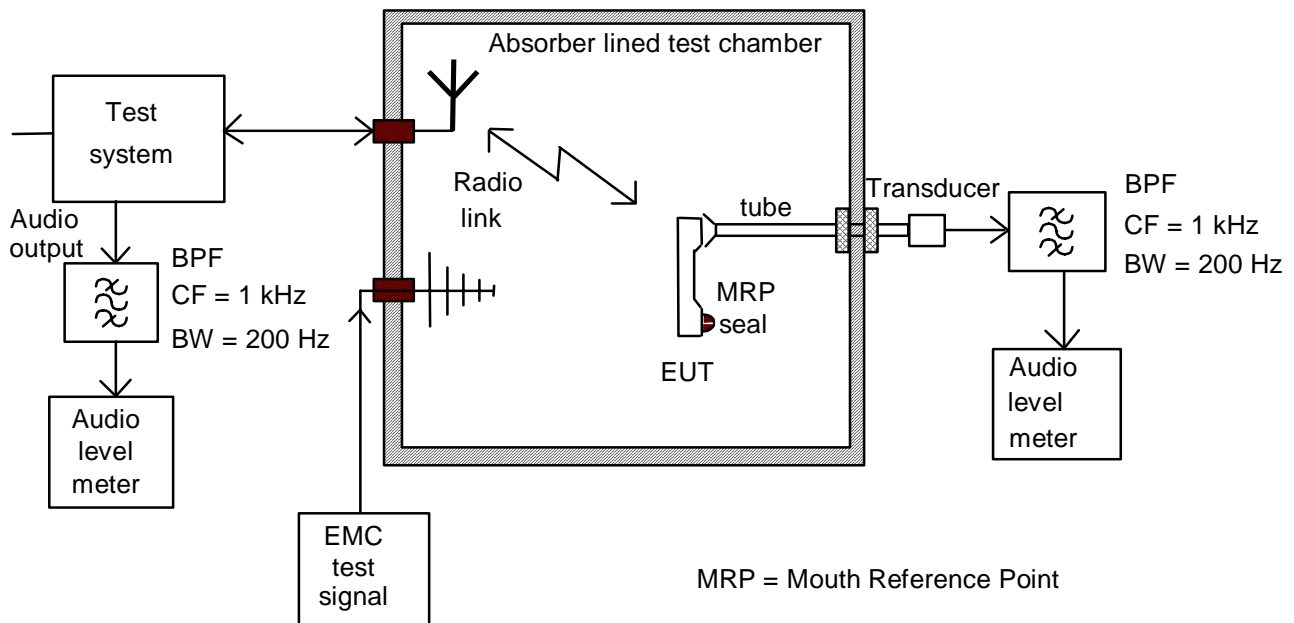 Absorber lined test chamber
Test
system
Radio
link
Audio
output
BPF
CF = 1 kHz
BW = 200 Hz
Audio
level
meter
EMC
test
signal
tube
Transducer
MRP
seal
EUT
BPF
CF = 1 kHz
BW = 200 Hz
Audio
level
meter
MRP = Mouth Reference Point